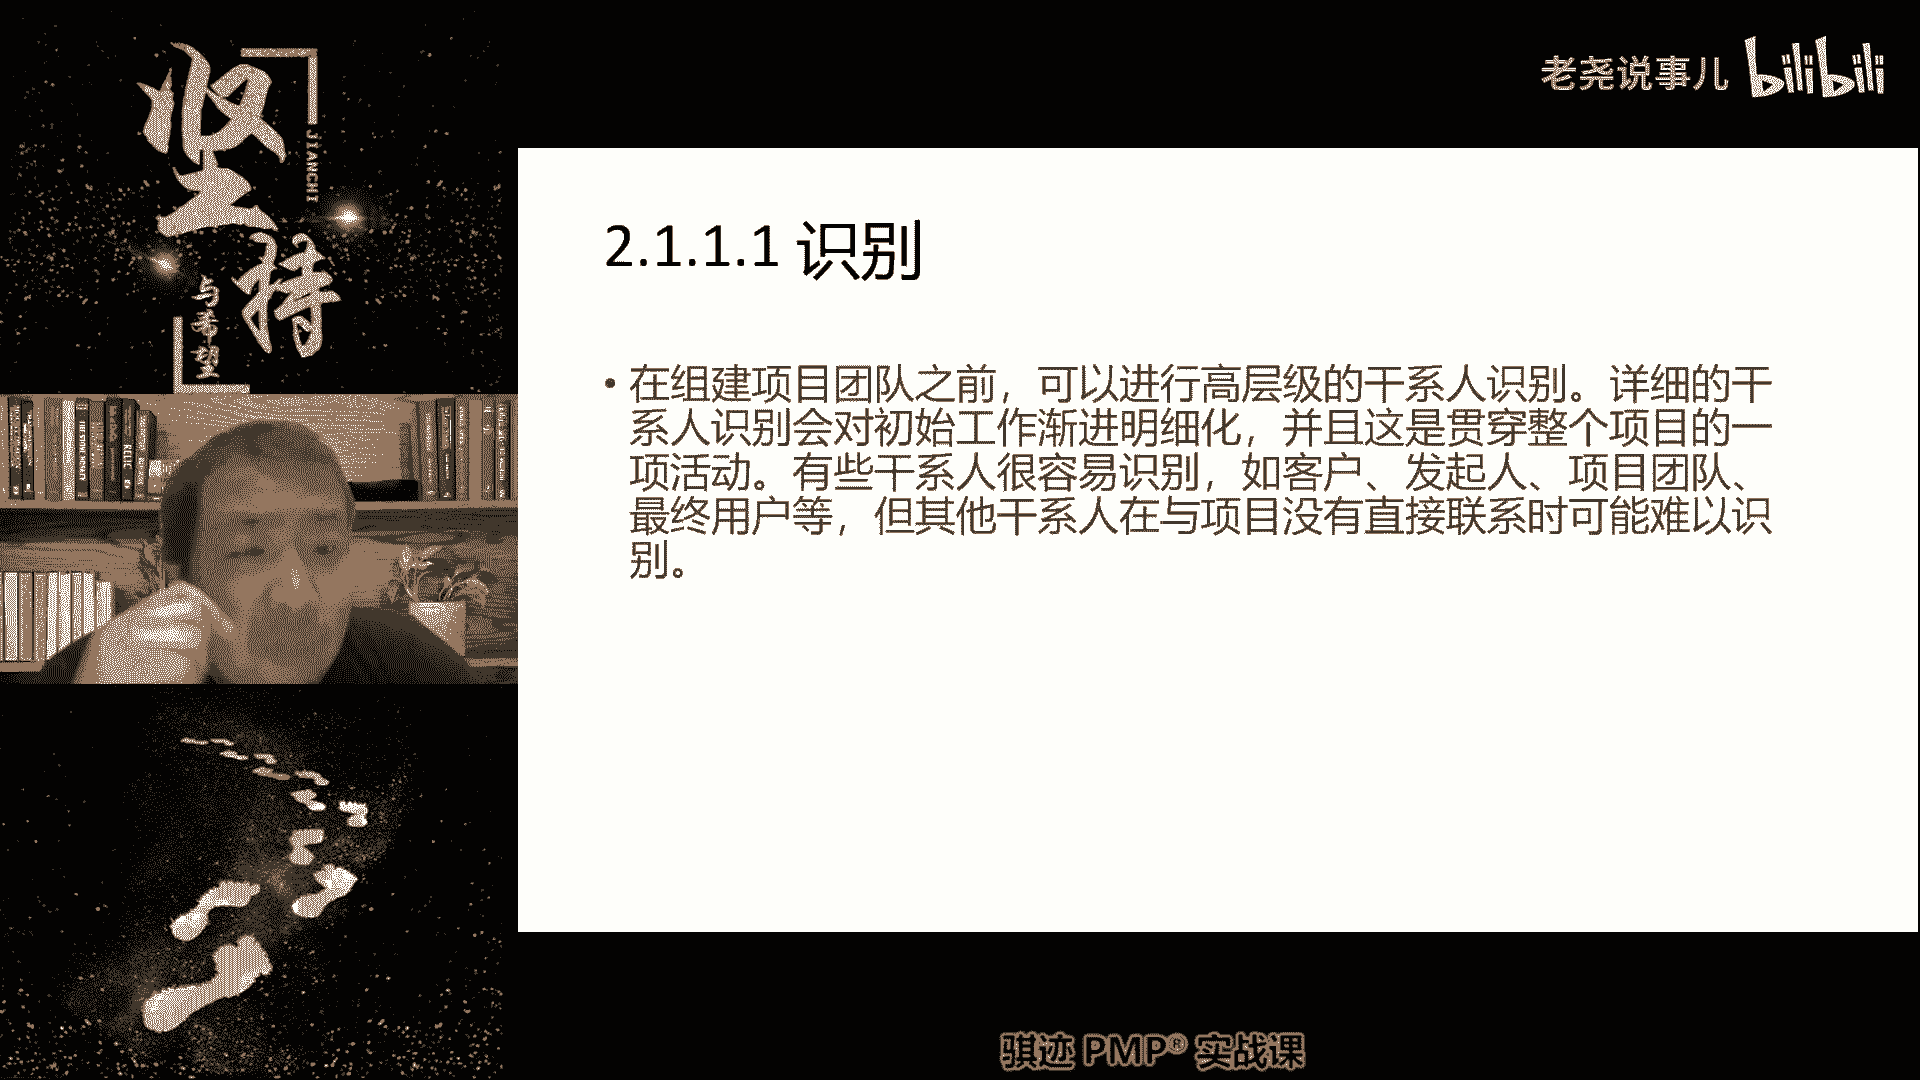 坚持
JIANCHI
与希望
老尧说事儿 bilibili
2.1.1.1 识别
• 在组建项目团队之前，可以进行高层级的干系人识别。详细的干
系人识别会对初始工作渐进明细化，并且这是贯穿整个项目的一
项活动。有些干系人很容易识别，如客户、发起人、项目团队、
最终用户等，但其他干系人在与项目没有直接联系时可能难以识
别。
骐迹 PMP® 实战课